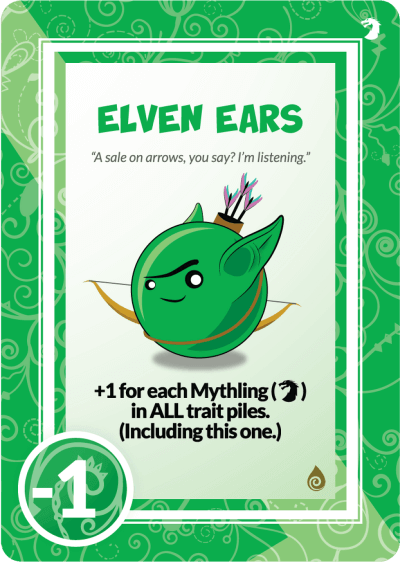 ELVEN EARS
“A sale on arrows, you say? I’m listening.”
+1 for each Mythling ( )
in ALL trait piles.
(Including this one.)
-1